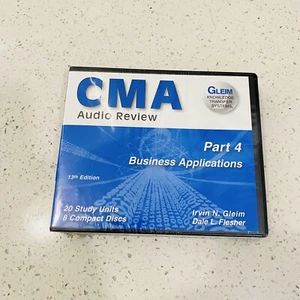 CMA
Audio Review
GLEIM
KNOWLEDGE
TRANSFER
SYSTEMS
Part 4
Business Applications
13th Edition
20 Study Units
8 Compact Discs
Irvin N. Gleim
Dale L. Flesher